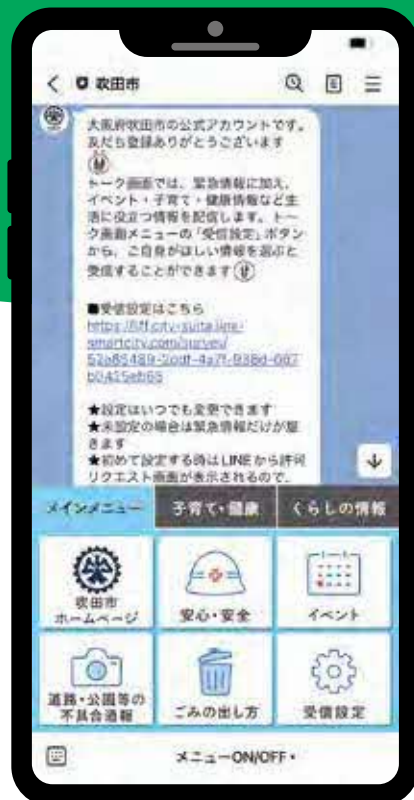 吹田市
大阪府吹田市の公式アカウントです。
友だち登録ありがとうございます
トーク画面では、緊急情報に加え、
イベント・子育て・健康情報など生
活に役立つ情報を配信します。トー
ク画面メニューの「受信設定」ボタン
から、ご自身がほしい情報を選ぶと
受信することができます
■受信設定はこちら
★設定はいつでも変更できます
★未設定の場合は緊急情報だけが届
きます
★初めて設定する時はLINEから許可
リクエスト画面が表示されるので、
メインメニュー 子育て・健康 くらしの情報
吹田市
ホームページ
安心・安全
イベント
道路・公園等の
不具合通報
ごみの出し方
受信設定
メニューON/OFF